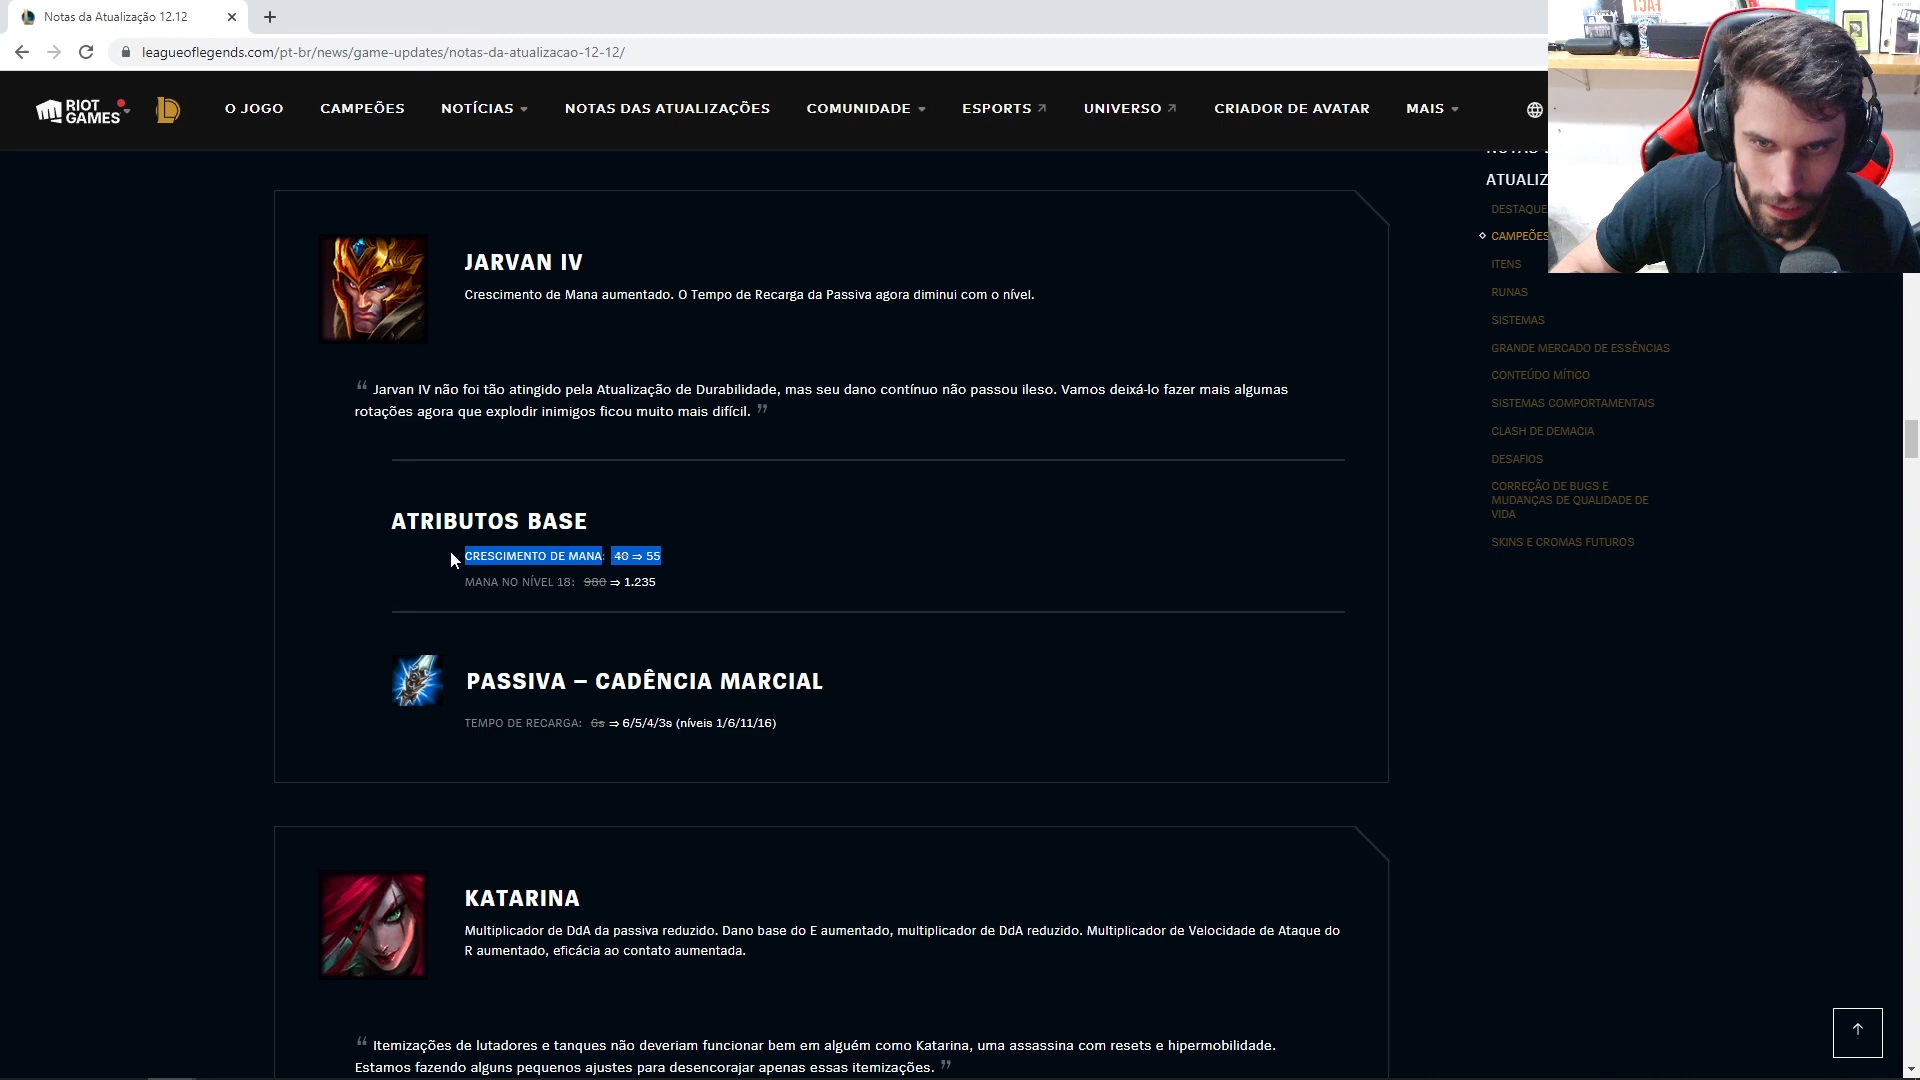 Notas da Atualização 12.12
leagueoflegends.com/pt-br/news/game-updates/notas-da-atualizacao-12-12/
RIOT GAMES
O JOGO
CAMPEÕES
NOTÍCIAS
NOTAS DAS ATUALIZAÇÕES
COMUNIDADE
ESPORTS
UNIVERSO
CRIADOR DE AVATAR
MAIS
JARVAN IV
Crescimento de Mana aumentado. O Tempo de Recarga da Passiva agora diminui com o nível.
“ Jarvan IV não foi tão atingido pela Atualização de Durabilidade, mas seu dano contínuo não passou ileso. Vamos deixá-lo fazer mais algumas
rotações agora que explodir inimigos ficou muito mais difícil. ”
ATRIBUTOS BASE
CRESCIMENTO DE MANA: 40 ⇒ 55
MANA NO NÍVEL 18: 980 ⇒ 1.235
PASSIVA – CADÊNCIA MARCIAL
TEMPO DE RECARGA: 6s ⇒ 6/5/4/3s (níveis 1/6/11/16)
KATARINA
Multiplicador de DdA da passiva reduzido. Dano base do E aumentado, multiplicador de DdA reduzido. Multiplicador de Velocidade de Ataque do
R aumentado, eficácia ao contato aumentada.
“ Itemizações de lutadores e tanques não deveriam funcionar bem em alguém como Katarina, uma assassina com resets e hipermobilidade.
Estamos fazendo alguns pequenos ajustes para desencorajar apenas essas itemizações. ”
ATUALIZ
DESTAQUE
CAMPEÕES
ITENS
RUNAS
SISTEMAS
GRANDE MERCADO DE ESSÊNCIAS
CONTEÚDO MÍTICO
SISTEMAS COMPORTAMENTAIS
CLASH DE DEMACIA
DESAFIOS
CORREÇÃO DE BUGS E
MUDANÇAS DE QUALIDADE DE
VIDA
SKINS E CROMAS FUTUROS